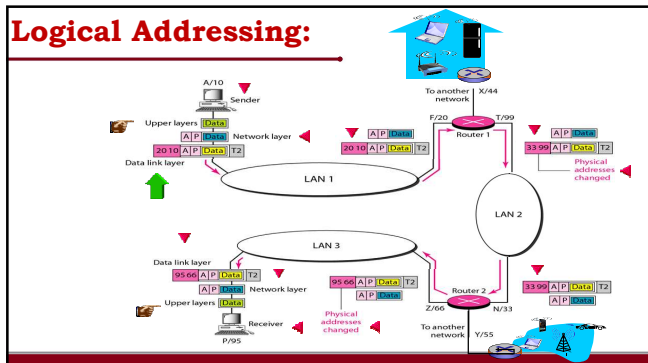 Logical Addressing:
A/10
Sender
To another
network
X/44
Upper layers
Data
A P Data
Network layer
20 10 A P Data T2
Data link layer
F/20
T/99
A P Data
20 10 A P Data T2
Router 1
A P Data
33 99 A P Data T2
Physical
addresses
changed
LAN 1
LAN 2
LAN 3
Data link layer
95 66 A P Data T2
A P Data
Network layer
Upper layers
Data
Receiver
P/95
95 66 A P Data T2
A P Data
Physical
addresses
changed
Router 2
Z/66
N/33
33 99 A P Data T2
A P Data
To another
network
Y/55